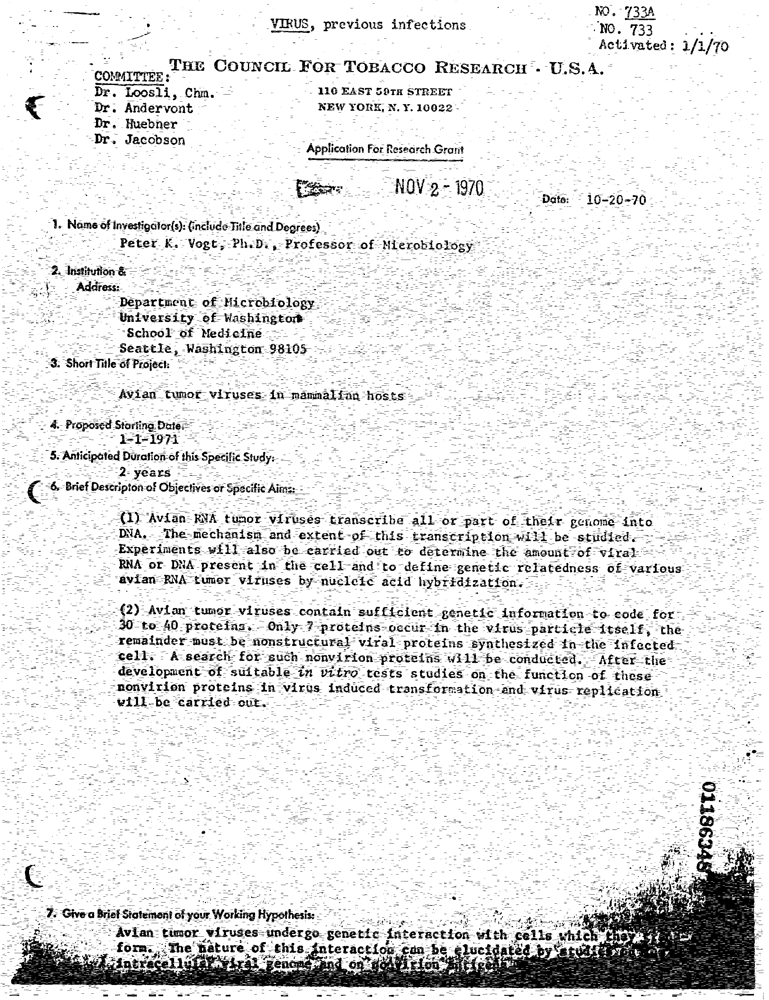 VIRUS, previous infections
NO. 733A
NO. 733
Activated: 1/1/70
THE COUNCIL FOR TOBACCO RESEARCH - U.S.A.
COMMITTEE:
Dr. Loosli, Chm.
Dr. Andervont
Dr. Huebner
Dr. Jacobson
110 EAST 59TH STREET
NEW YORK, N. Y. 10022
Application For Research Grant
NOV 2 - 1970
Date: 10-20-70
1. Name of Investigator(s): (include Title and Degrees)
Peter K. Vogt, Ph.D., Professor of Microbiology
2. Institution &
Address:
Department of Microbiology
University of Washington
School of Medicine
Seattle, Washington 98105
3. Short Title of Project:
Avian tumor viruses in mammalian hosts
4. Proposed Starting Date:
1-1-1971
5. Anticipated Duration of this Specific Study:
2 years
6. Brief Descripton of Objectives or Specific Aims:
(1) Avian RNA tumor viruses transcribe all or part of their genome into
DNA. The mechanism and extent of this transcription will be studied.
Experiments will also be carried out to determine the amount of viral
RNA or DNA present in the cell and to define genetic relatedness of various
avian RNA tumor viruses by nucleic acid hybridization.
(2) Avian tumor viruses contain sufficient genetic information to code for
30 to 40 proteins. Only 7 proteins occur in the virus particle itself, the
remainder must be nonstructural viral proteins synthesized in the infected
cell. A search for such nonvirion proteins will be conducted. After the
development of suitable in vitro tests studies on the function of these
nonvirion proteins in virus induced transformation and virus replication
will be carried out.
01186348
7. Give a Brief Statement of your Working Hypothesis:
Avian tumor viruses undergo genetic interaction with cells which they
form. The nature of this interaction can be elucidated by studies
intracellular viral genome and on nonvirion antigens